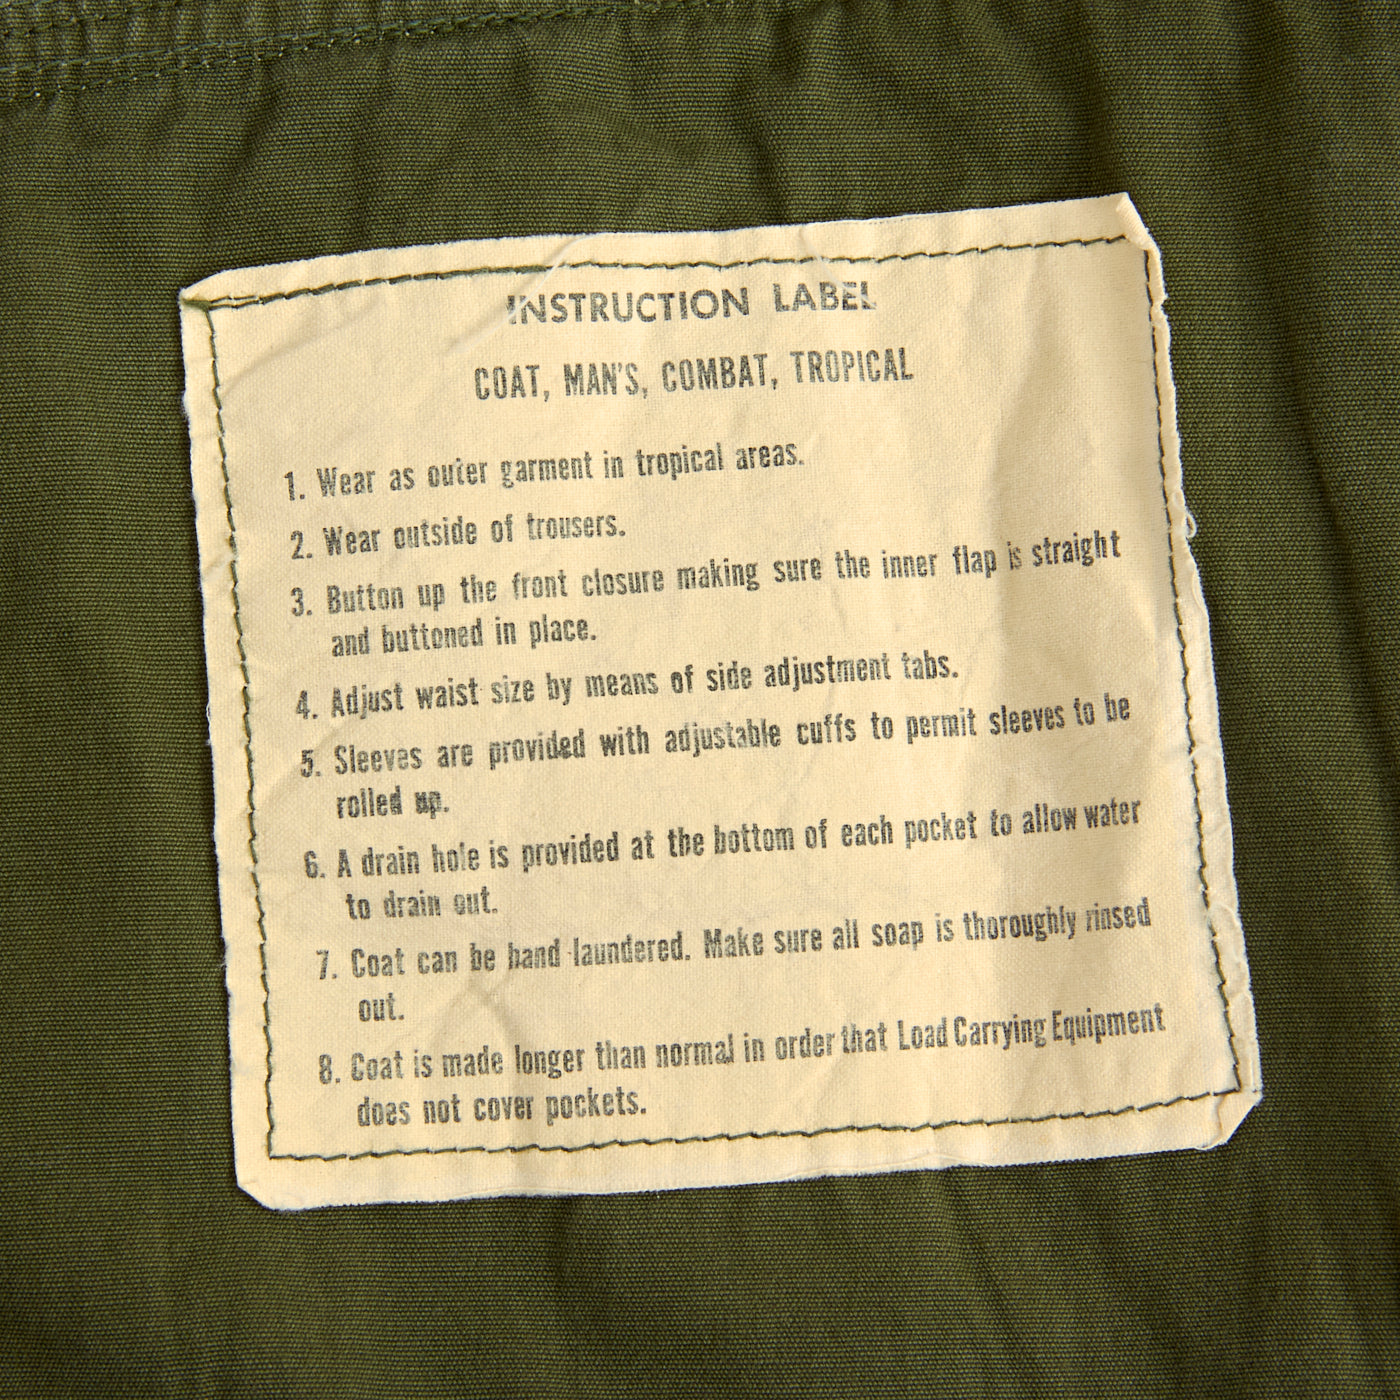 INSTRUCTION LABEL
COAT, MAN'S, COMBAT, TROPICAL
1. Wear as outer garment in tropical areas.
2. Wear outside of trousers.
3. Button up the front closure making sure the inner flap is straight
and buttoned in place.
4. Adjust waist size by means of side adjustment tabs.
5. Sleeves are provided with adjustable cuffs to permit sleeves to be
rolled up.
6. A drain hole is provided at the bottom of each pocket to allow water
to drain out.
7. Coat can be hand laundered. Make sure all soap is thoroughly rinsed
out.
8. Coat is made longer than normal in order that Load Carrying Equipment
does not cover pockets.